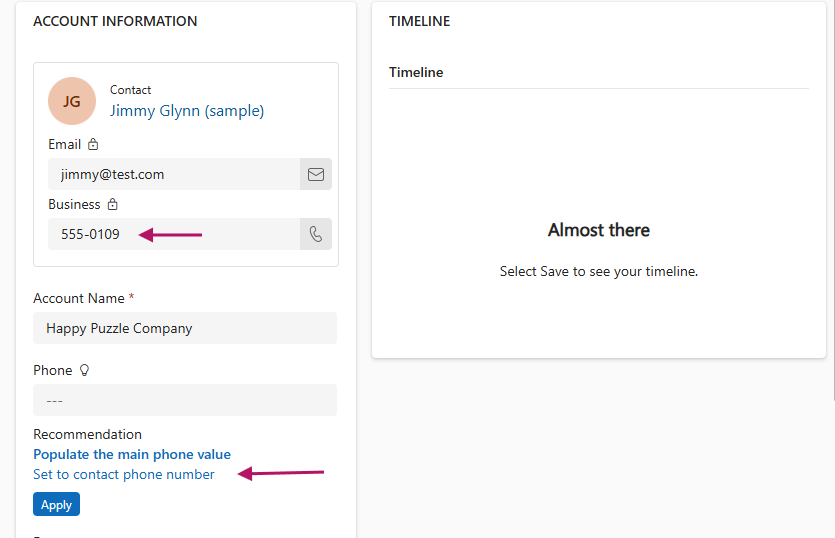 ACCOUNT INFORMATION
JG
Contact
Jimmy Glynn (sample)
Email
jimmy@test.com
Business
555-0109
Account Name *
Happy Puzzle Company
Phone
---
Recommendation
Populate the main phone value
Set to contact phone number
Apply
TIMELINE
Timeline
Almost there
Select Save to see your timeline.